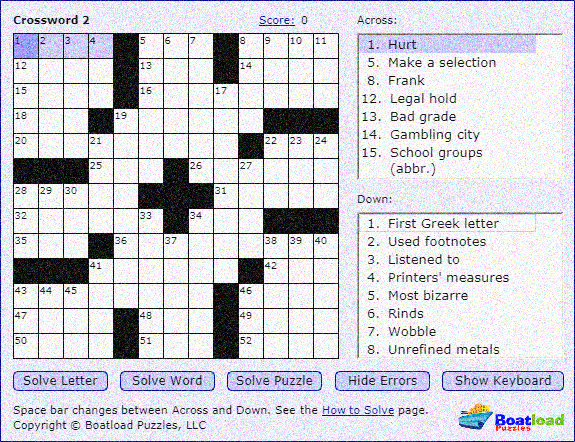 Crossword 2
Score: 0
1 2 3 4 5 6 7 8 9 10 11
12 13 14
15 16 17
18 19
20 21 22 23 24
25 26 27
28 29 30 31
32 33 34
35 36 37 38 39 40
41 42
43 44 45 46
47 48 49
50 51 52
Across:
1. Hurt
5. Make a selection
8. Frank
12. Legal hold
13. Bad grade
14. Gambling city
15. School groups
(abbr.)
Down:
1. First Greek letter
2. Used footnotes
3. Listened to
4. Printers' measures
5. Most bizarre
6. Rinds
7. Wobble
8. Unrefined metals
Solve Letter
Solve Word
Solve Puzzle
Hide Errors
Show Keyboard
Space bar changes between Across and Down. See the How to Solve page.
Copyright © Boatload Puzzles, LLC
Boatload
Puzzles